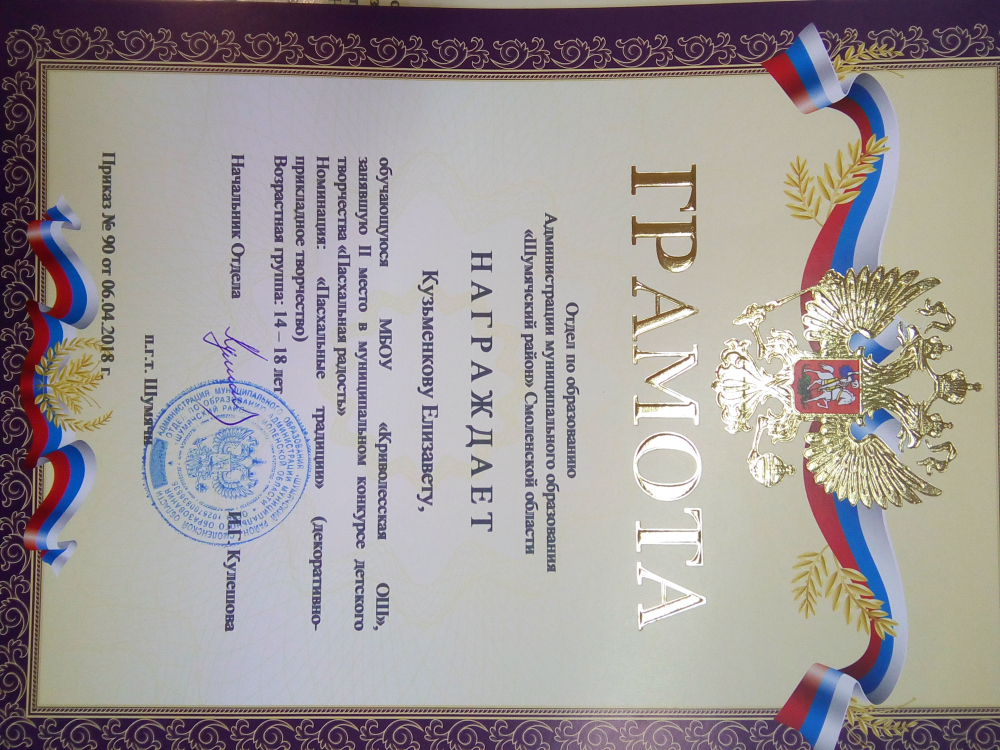 ГРАМОТА
Отдел по образованию
Администрации муниципального образования
«Шумячский район» Смоленской области
НАГРАЖДАЕТ
Кузьменкову Елизавету,
обучающуюся МБОУ «Криволесская ОШ»,
занявшую II место в муниципальном конкурсе детского
творчества «Пасхальная радость»
Номинация: «Пасхальные традиции» (декоративно-
прикладное творчество)
Возрастная группа: 14 – 18 лет
Начальник Отдела И.Г. Кулешова
п.г.т. Шумячи
Приказ № 90 от 06.04.2018 г.